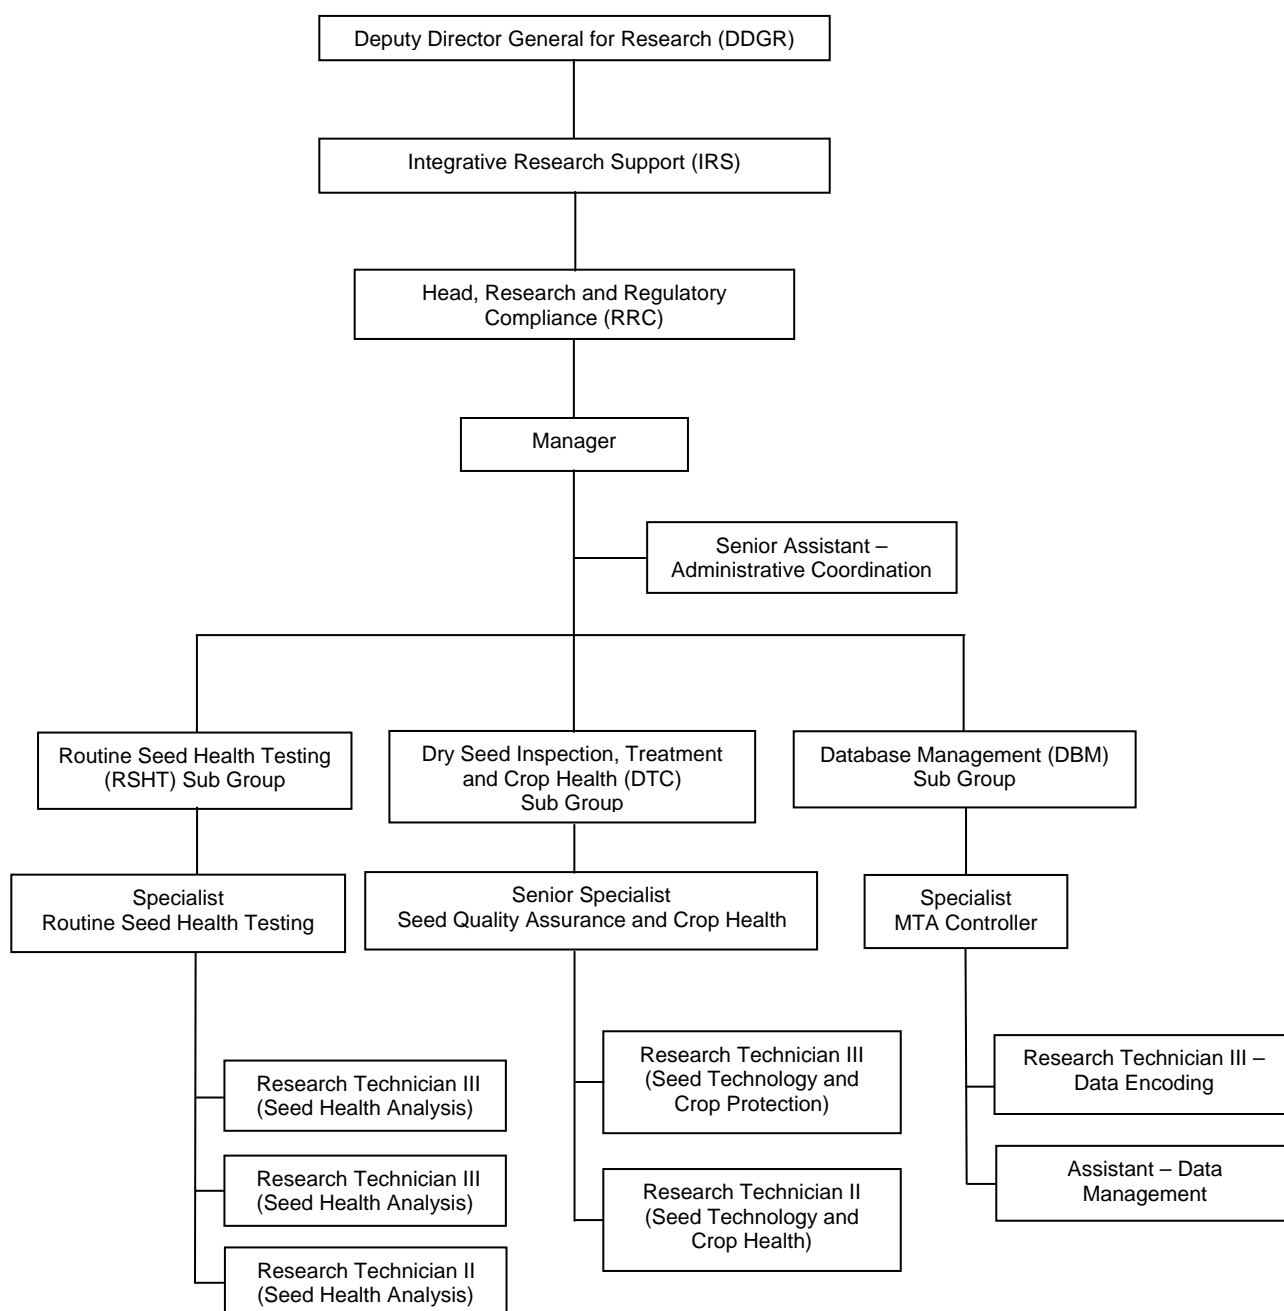 Deputy Director General for Research (DDGR)
Integrative Research Support (IRS)
Head, Research and Regulatory
Compliance (RRC)
Manager
Senior Assistant –
Administrative Coordination
Routine Seed Health Testing
(RSHT) Sub Group
Dry Seed Inspection, Treatment
and Crop Health (DTC)
Sub Group
Database Management (DBM)
Sub Group
Specialist
Routine Seed Health Testing
Senior Specialist
Seed Quality Assurance and Crop Health
Specialist
MTA Controller
Research Technician III
(Seed Health Analysis)
Research Technician III
(Seed Health Analysis)
Research Technician II
(Seed Health Analysis)
Research Technician III
(Seed Technology and
Crop Protection)
Research Technician II
(Seed Technology and
Crop Health)
Research Technician III –
Data Encoding
Assistant – Data
Management